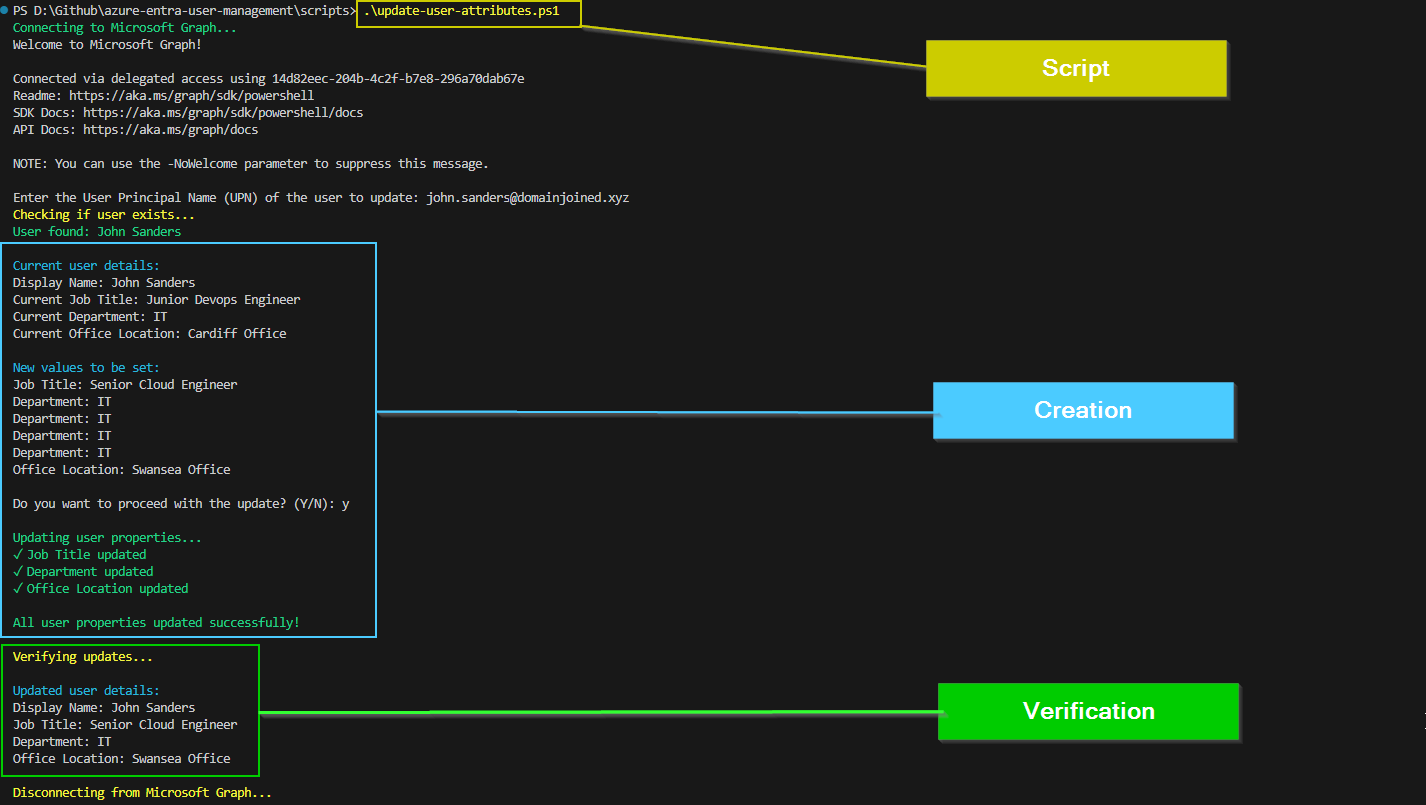 PS D:\Github\azure-entra-user-management\scripts> .\update-user-attributes.ps1
Connecting to Microsoft Graph...
Welcome to Microsoft Graph!
Connected via delegated access using 14d82eec-204b-4c2f-b7e8-296a70dab67e
Readme: https://aka.ms/graph/sdk/powershell
SDK Docs: https://aka.ms/graph/sdk/powershell/docs
API Docs: https://aka.ms/graph/docs
NOTE: You can use the -NoWelcome parameter to suppress this message.
Enter the User Principal Name (UPN) of the user to update: john.sanders@domainjoined.xyz
Checking if user exists...
User found: John Sanders
Current user details:
Display Name: John Sanders
Current Job Title: Junior Devops Engineer
Current Department: IT
Current Office Location: Cardiff Office
New values to be set:
Job Title: Senior Cloud Engineer
Department: IT
Department: IT
Department: IT
Department: IT
Office Location: Swansea Office
Do you want to proceed with the update? (Y/N): y
Updating user properties...
✓ Job Title updated
✓ Department updated
✓ Office Location updated
All user properties updated successfully!
Verifying updates...
Updated user details:
Display Name: John Sanders
Job Title: Senior Cloud Engineer
Department: IT
Office Location: Swansea Office
Disconnecting from Microsoft Graph...
Script
Creation
Verification